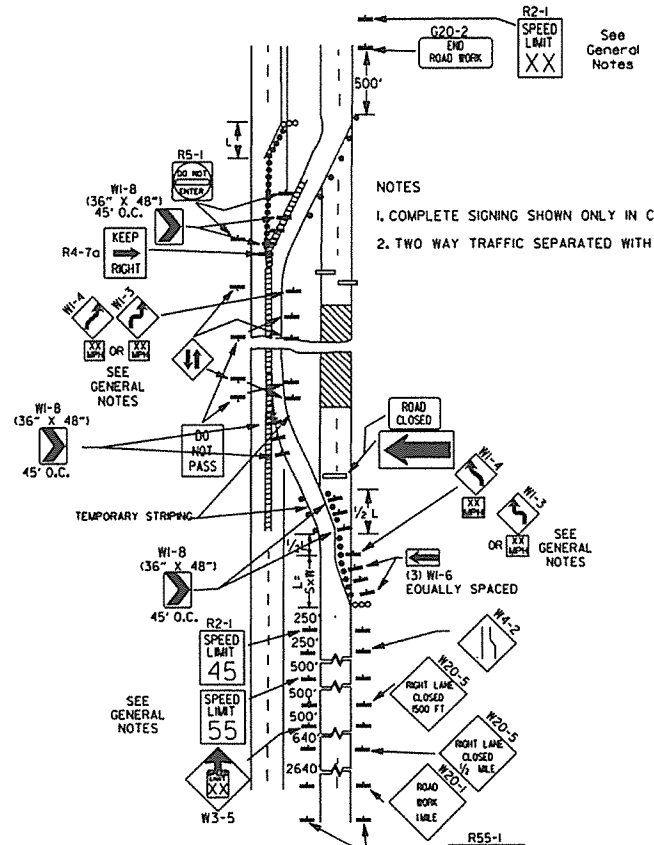 R2-1
SPEED
LIMIT
XX
See
General
Notes
G20-2
END
ROAD WORK
500'
L
R5-1
DO NOT
ENTER
W1-8
(36" X 48")
45' O.C.
KEEP
RIGHT
R4-7a
NOTES
1. COMPLETE SIGNING SHOWN ONLY IN C
2. TWO WAY TRAFFIC SEPARATED WITH
W1-4
W1-3
XX
MPH
OR
XX
MPH
SEE
GENERAL
NOTES
W1-8
(36" X 48")
45' O.C.
DO
NOT
PASS
ROAD
CLOSED
W1-4
XX
MPH
W1-3
OR
XX
MPH
SEE
GENERAL
NOTES
TEMPORARY STRIPING
1/2 L
1/2
L=
S×W
W1-8
(36" X 48")
45' O.C.
(3) W1-6
EQUALLY SPACED
R2-1
SPEED
LIMIT
45
250'
250'
500'
500'
500'
640'
2640'
W4-2
SPEED
LIMIT
55
SEE
GENERAL
NOTES
W20-5
RIGHT LANE
CLOSED
1500 FT
W20-5
RIGHT LANE
CLOSED
1/2 MILE
SPEED
LIMIT
XX
W3-5
W20-1
ROAD
WORK
1 MILE
R55-1